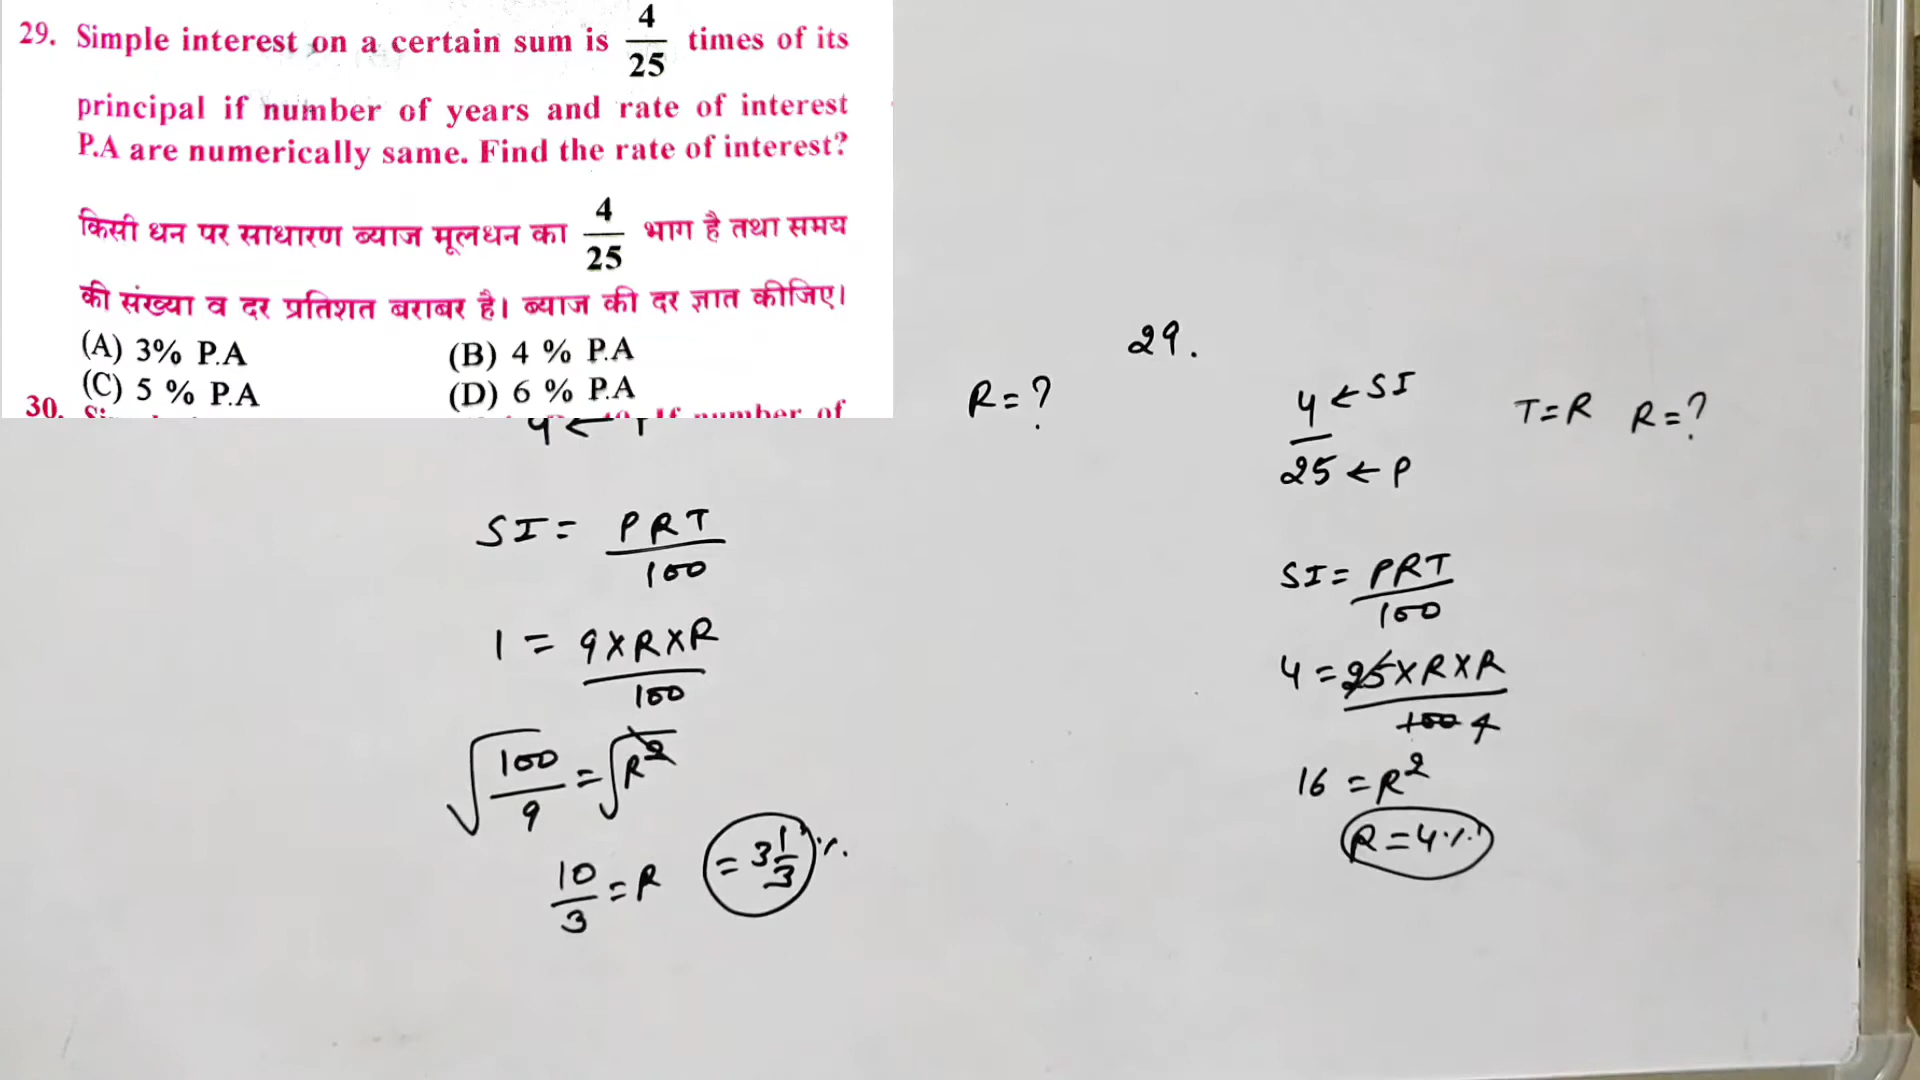 29. Simple interest on a certain sum is 4/25 times of its
principal if number of years and rate of interest
P.A are numerically same. Find the rate of interest?
किसी धन पर साधारण ब्याज मूलधन का 4/25 भाग है तथा समय
की संख्या व दर प्रतिशत बराबर है। ब्याज की दर ज्ञात कीजिए।
(A) 3% P.A (B) 4 % P.A
(C) 5 % P.A (D) 6 % P.A
30.
number of
R=?
SI = PRT/100
1 = 9×R×R/100
√100/9 = √R²
10/3 = R = 3 1/3 %.
29.
4 ← SI
25 ← P
T=R R=?
SI = PRT/100
4 = 25×R×R/100 4
16 = R²
R=4%